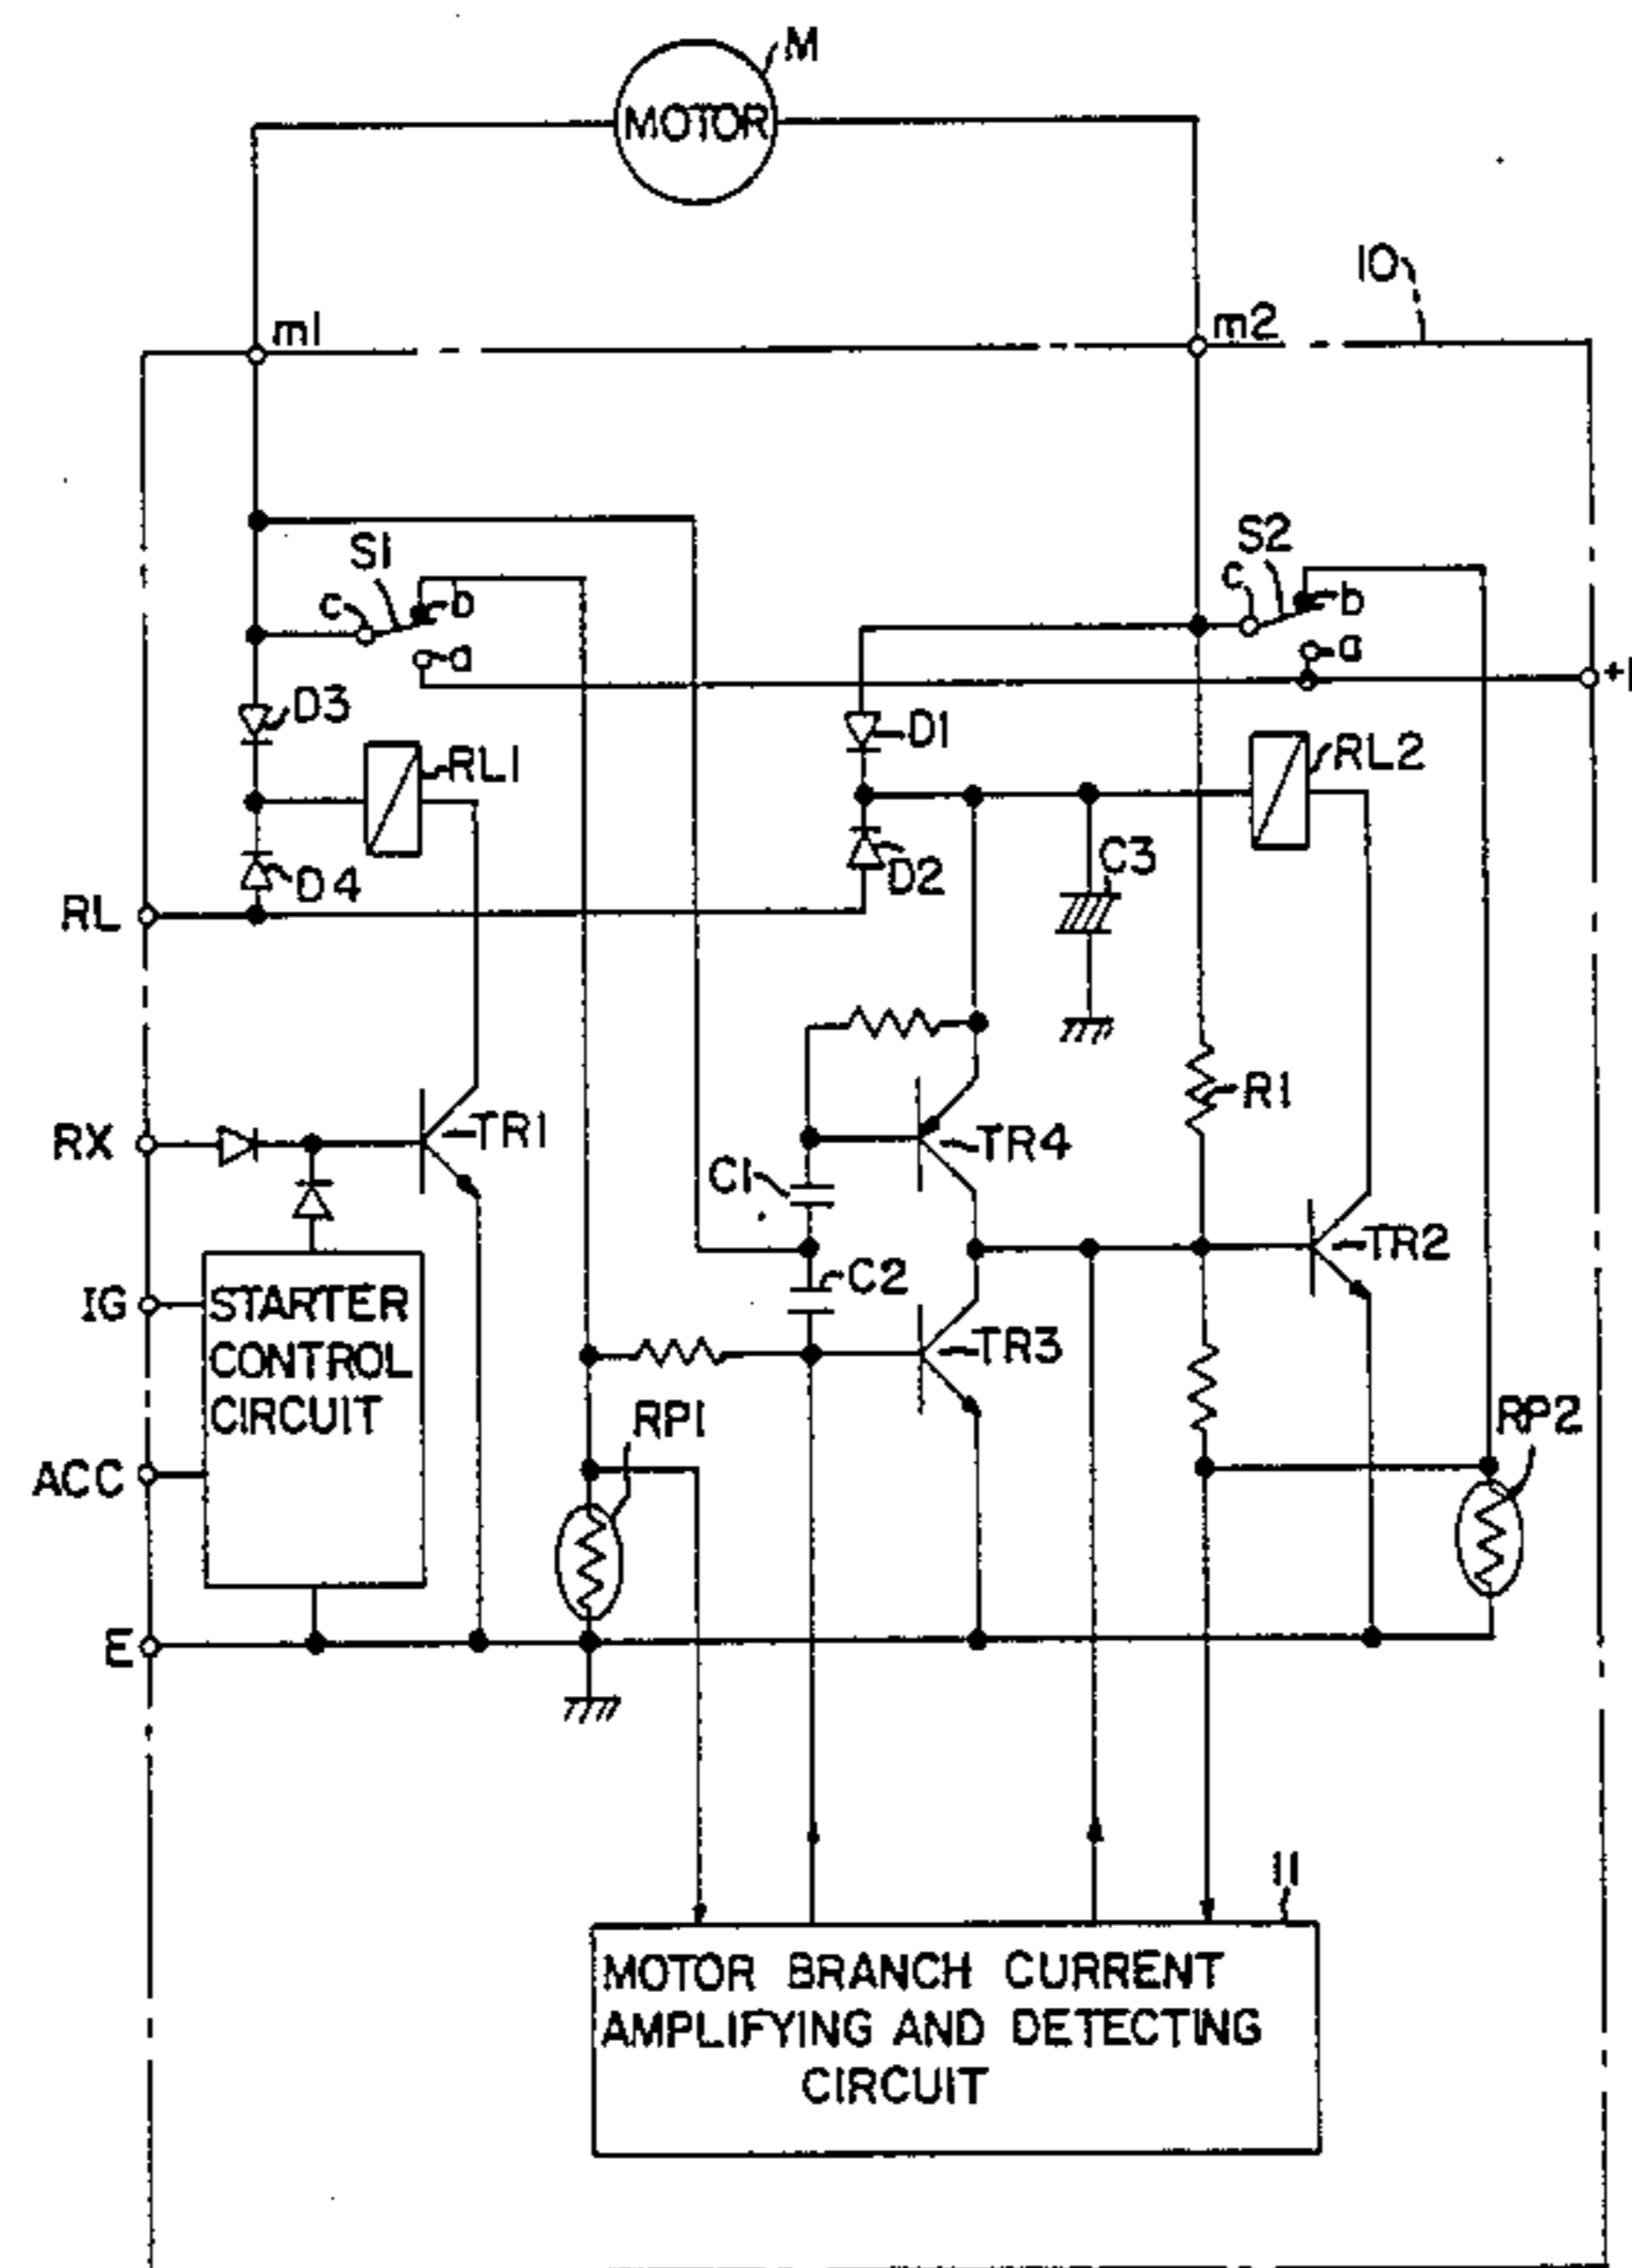 M
MOTOR
10
m1
m2
S1
S2
c
b
c
b
a
a
D3
D1
RL1
RL2
D4
D2
C3
RL
R1
RX
TR1
TR4
C1
TR2
IG
STARTER
CONTROL
CIRCUIT
C2
TR3
RP1
RP2
ACC
E
11
MOTOR BRANCH CURRENT
AMPLIFYING AND DETECTING
CIRCUIT